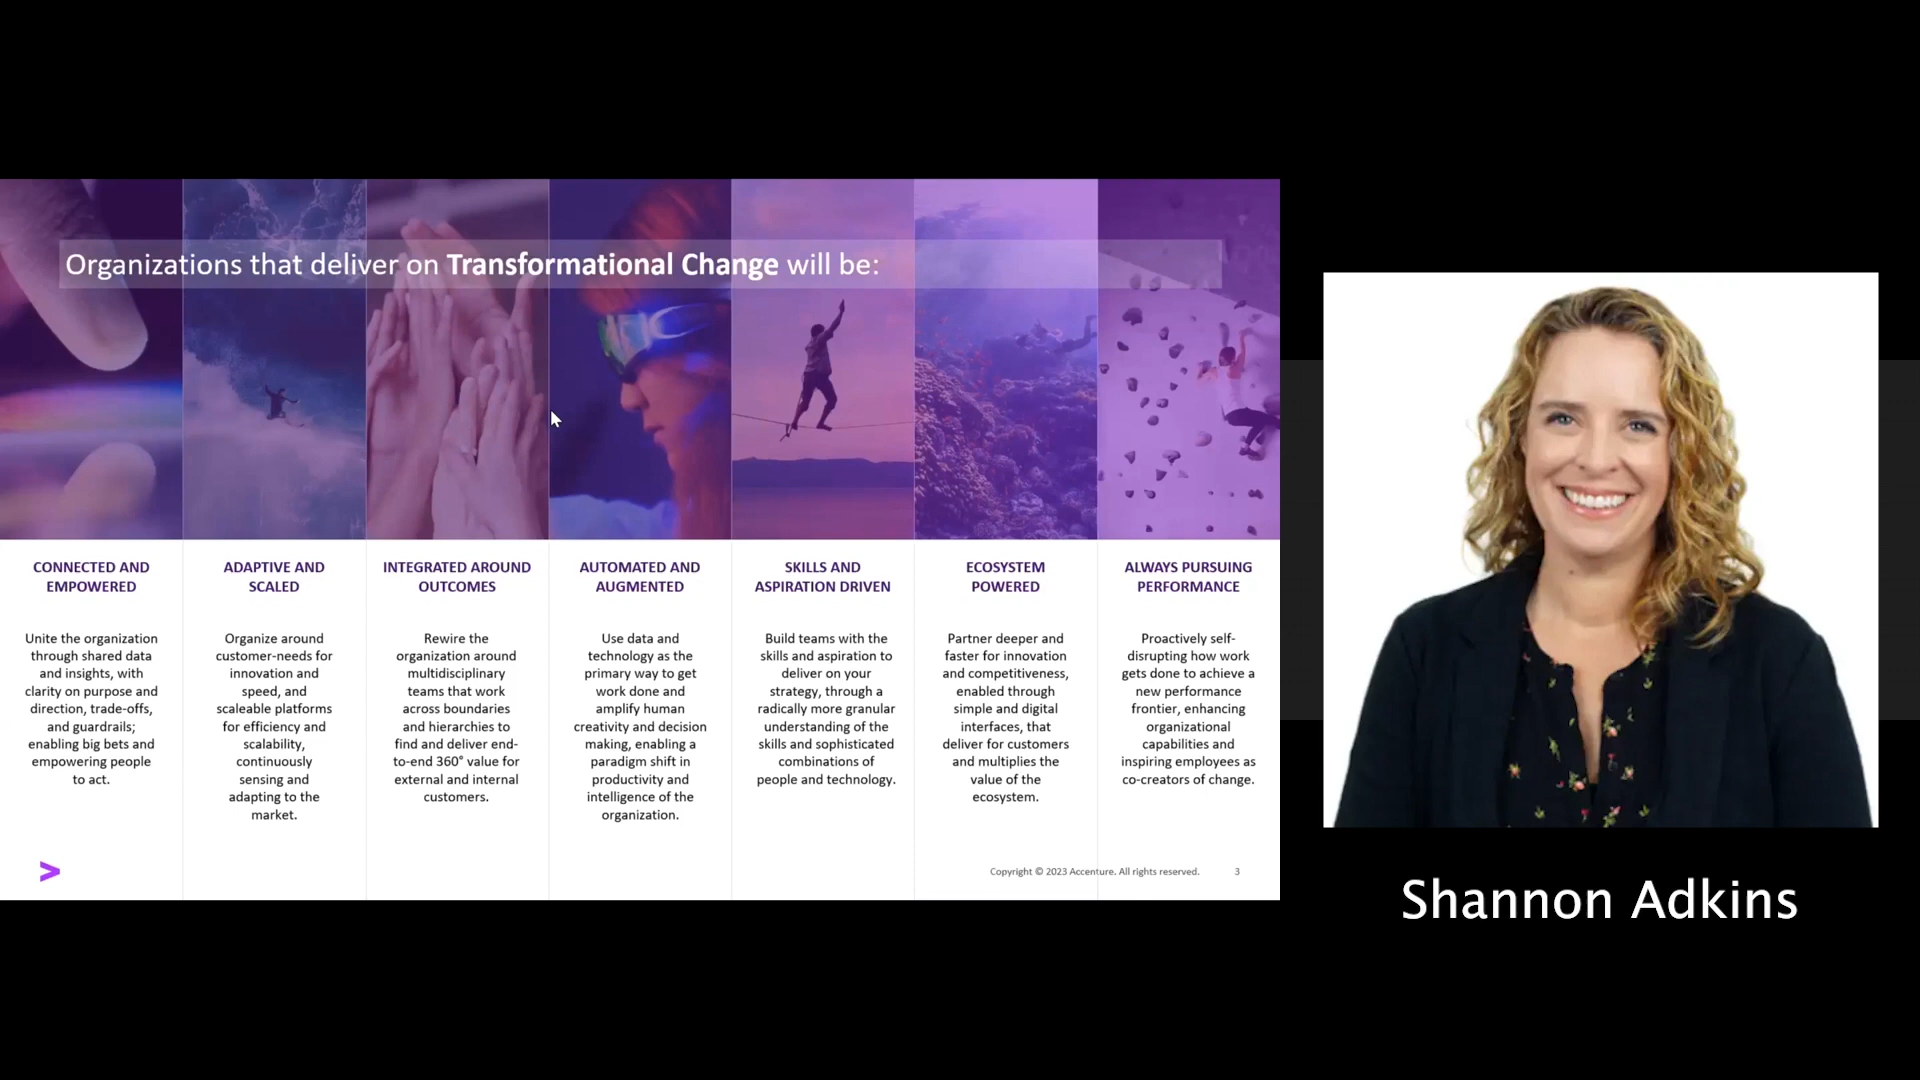 Organizations that deliver on Transformational Change will be:
CONNECTED AND
EMPOWERED
Unite the organization
through shared data
and insights, with
clarity on purpose and
direction, trade-offs,
and guardrails;
enabling big bets and
empowering people
to act.
ADAPTIVE AND
SCALED
Organize around
customer-needs for
innovation and
speed, and
scaleable platforms
for efficiency and
scalability,
continuously
sensing and
adapting to the
market.
INTEGRATED AROUND
OUTCOMES
Rewire the
organization around
multidisciplinary
teams that work
across boundaries
and hierarchies to
find and deliver end-
to-end 360° value for
external and internal
customers.
AUTOMATED AND
AUGMENTED
Use data and
technology as the
primary way to get
work done and
amplify human
creativity and decision
making, enabling a
paradigm shift in
productivity and
intelligence of the
organization.
SKILLS AND
ASPIRATION DRIVEN
Build teams with the
skills and aspiration to
deliver on your
strategy, through a
radically more granular
understanding of the
skills and sophisticated
combinations of
people and technology.
ECOSYSTEM
POWERED
Partner deeper and
faster for innovation
and competitiveness,
enabled through
simple and digital
interfaces, that
deliver for customers
and multiplies the
value of the
ecosystem.
ALWAYS PURSUING
PERFORMANCE
Proactively self-
disrupting how work
gets done to achieve a
new performance
frontier, enhancing
organizational
capabilities and
inspiring employees as
co-creators of change.
Copyright © 2023 Accenture. All rights reserved. 3
Shannon Adkins